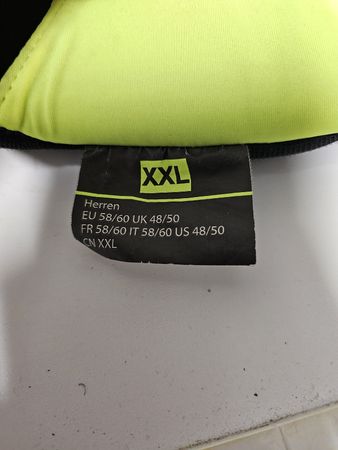 XXL
Herren
EU 58/60 UK 48/50
FR 58/60 IT 58/60 US 48/50
CN XXL